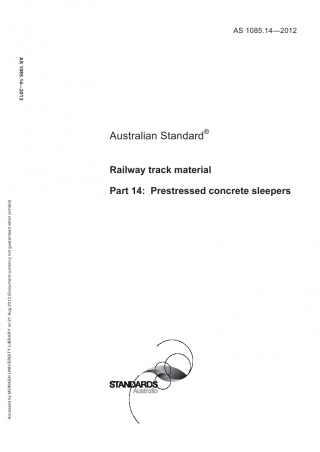 AS 1085.14—2012
AS 1085.14—2012
Australian Standard®
Railway track material
Part 14: Prestressed concrete sleepers
Accessed by MONASH UNIVERSITY LIBRARY on 21 Aug 2013 (Document currency not guaranteed when printed)
STANDARDS
Australia